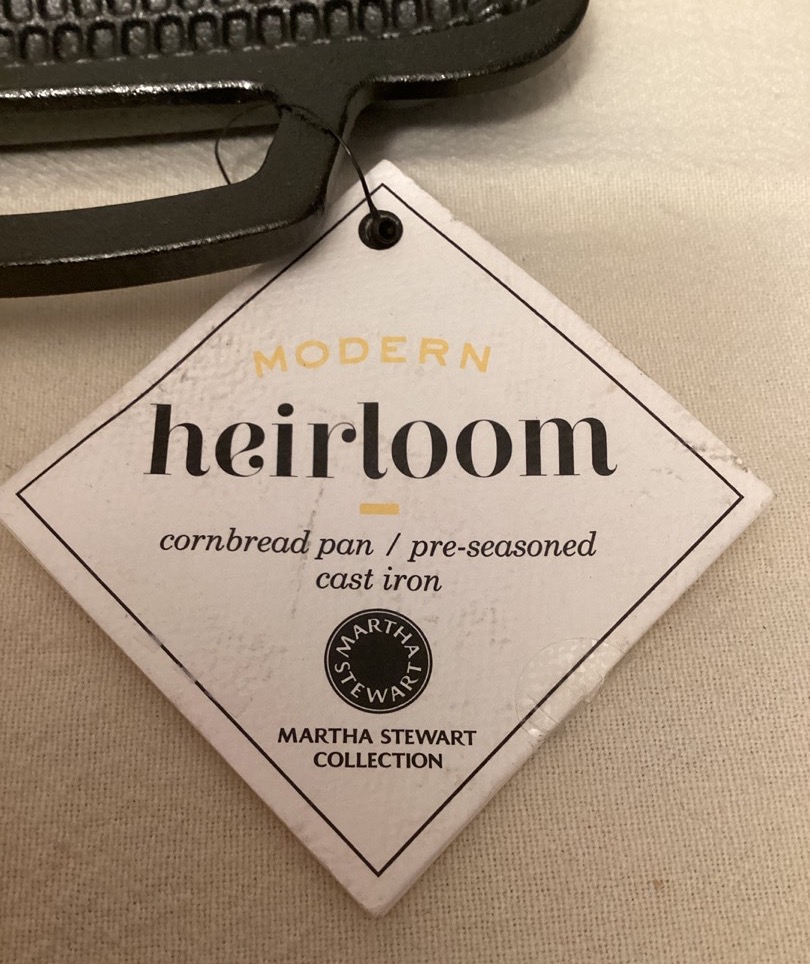 MODERN
heirloom
cornbread pan / pre-seasoned
cast iron
MARTHA STEWART
MARTHA STEWART
COLLECTION